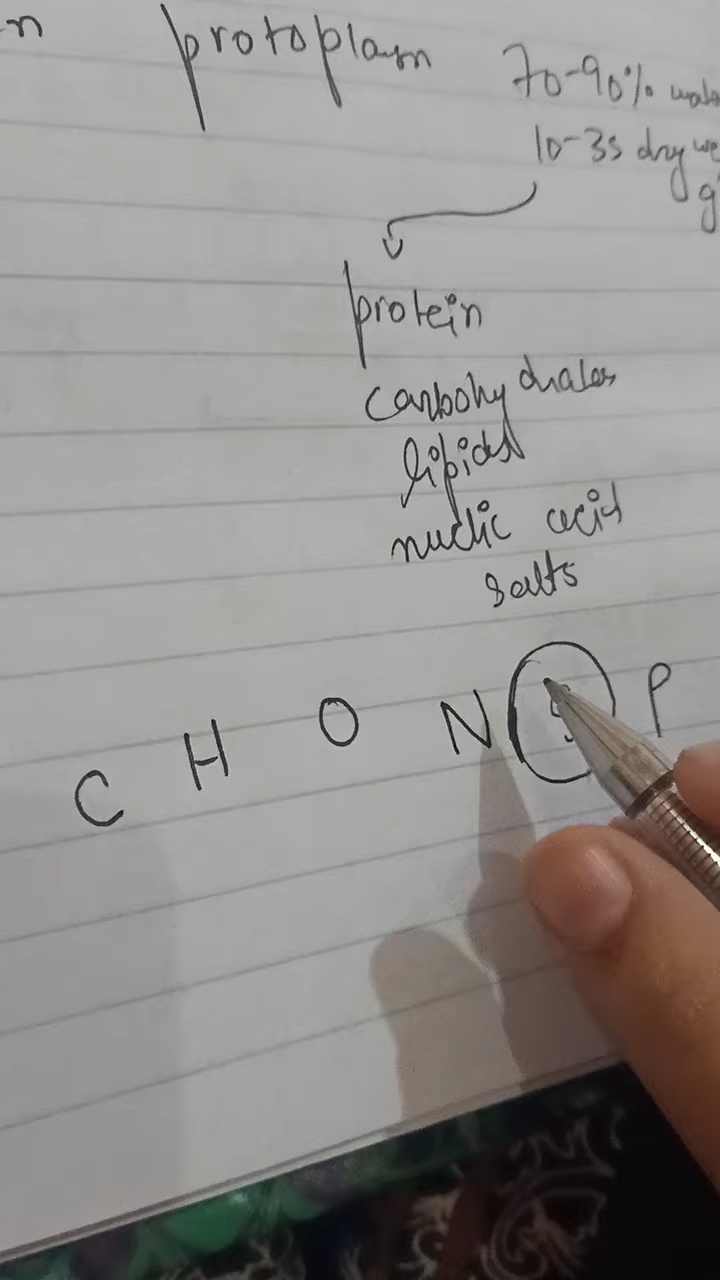 n protoplasm 70-90% wate
10-35 dry we
g
protein
carbohydrates
lipids
nuclic acid
salts
C H O N S P